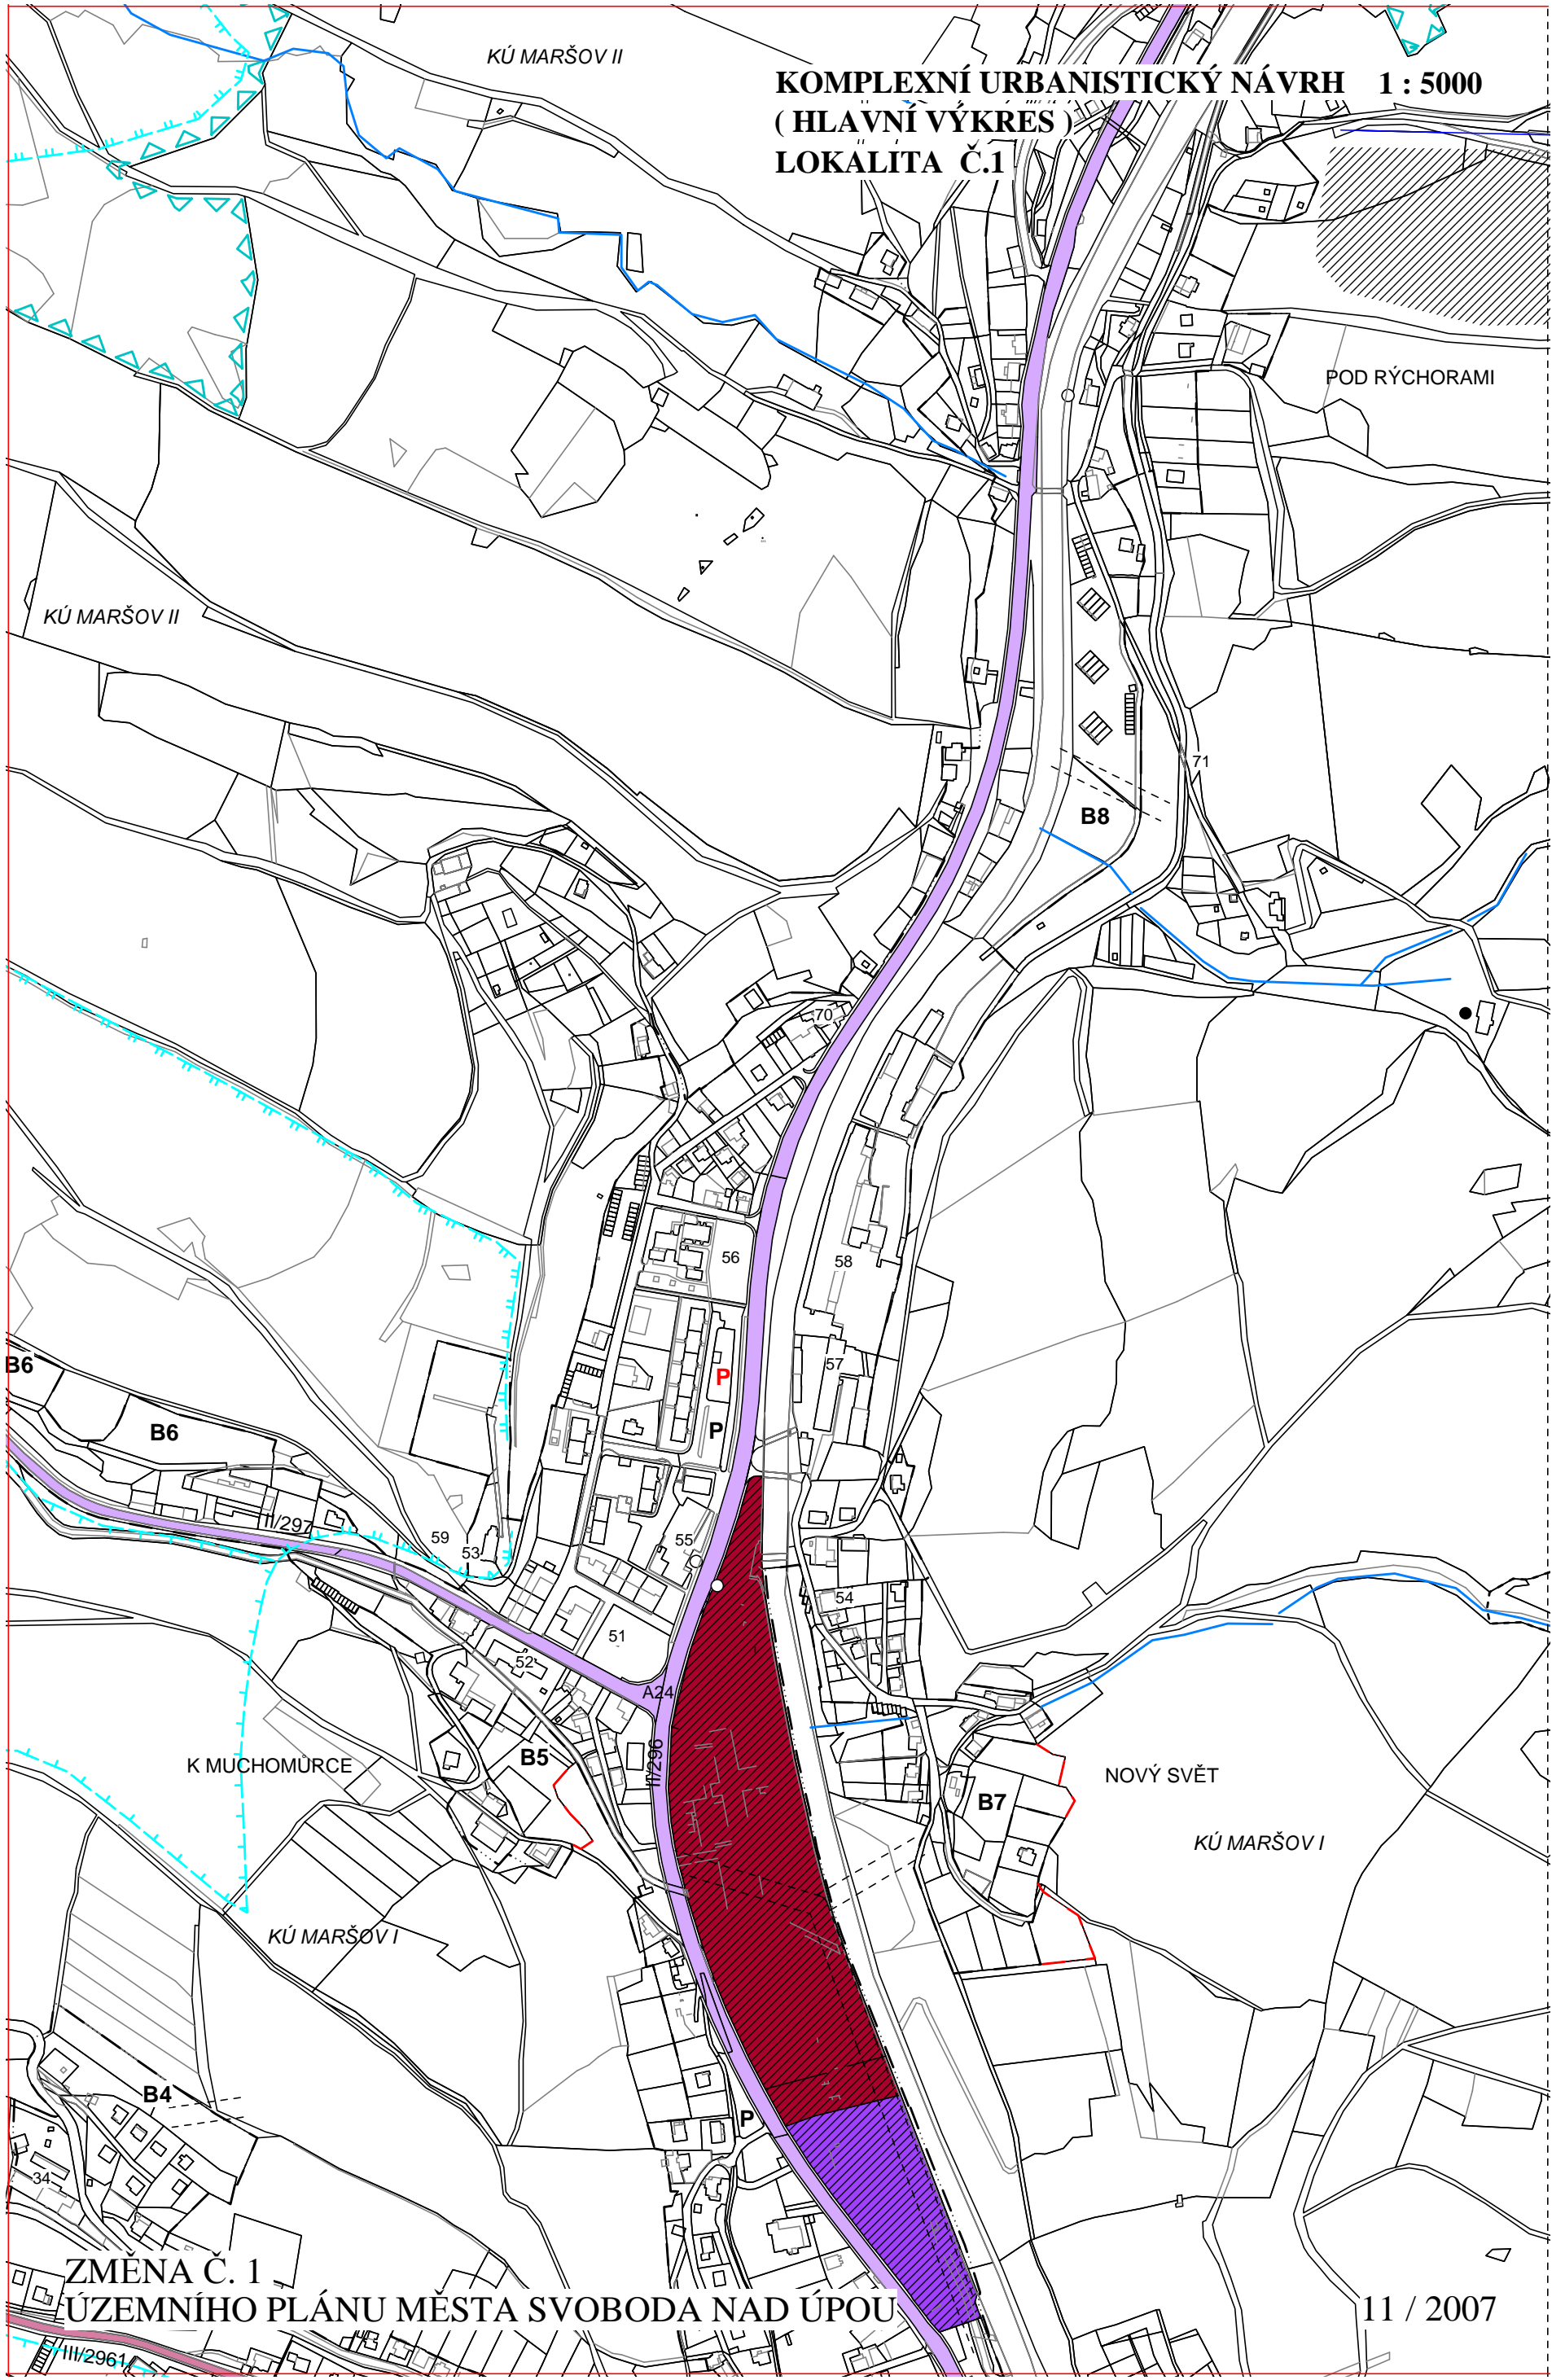 KÚ MARŠOV II
KOMPLEXNÍ URBANISTICKÝ NÁVRH 1 : 5000
( HLAVNÍ VÝKRES )
LOKALITA Č.1
POD RÝCHORAMI
KÚ MARŠOV II
71
B8
70
56
58
57
B6
P
B6
P
II/297
59
53
55
54
51
52
A24
II/296
K MUCHOMŮRCE
B5
NOVÝ SVĚT
B7
KÚ MARŠOV I
KÚ MARŠOV I
B4
P
34
ZMĚNA Č. 1
ÚZEMNÍHO PLÁNU MĚSTA SVOBODA NAD ÚPOU
11 / 2007
III/2961